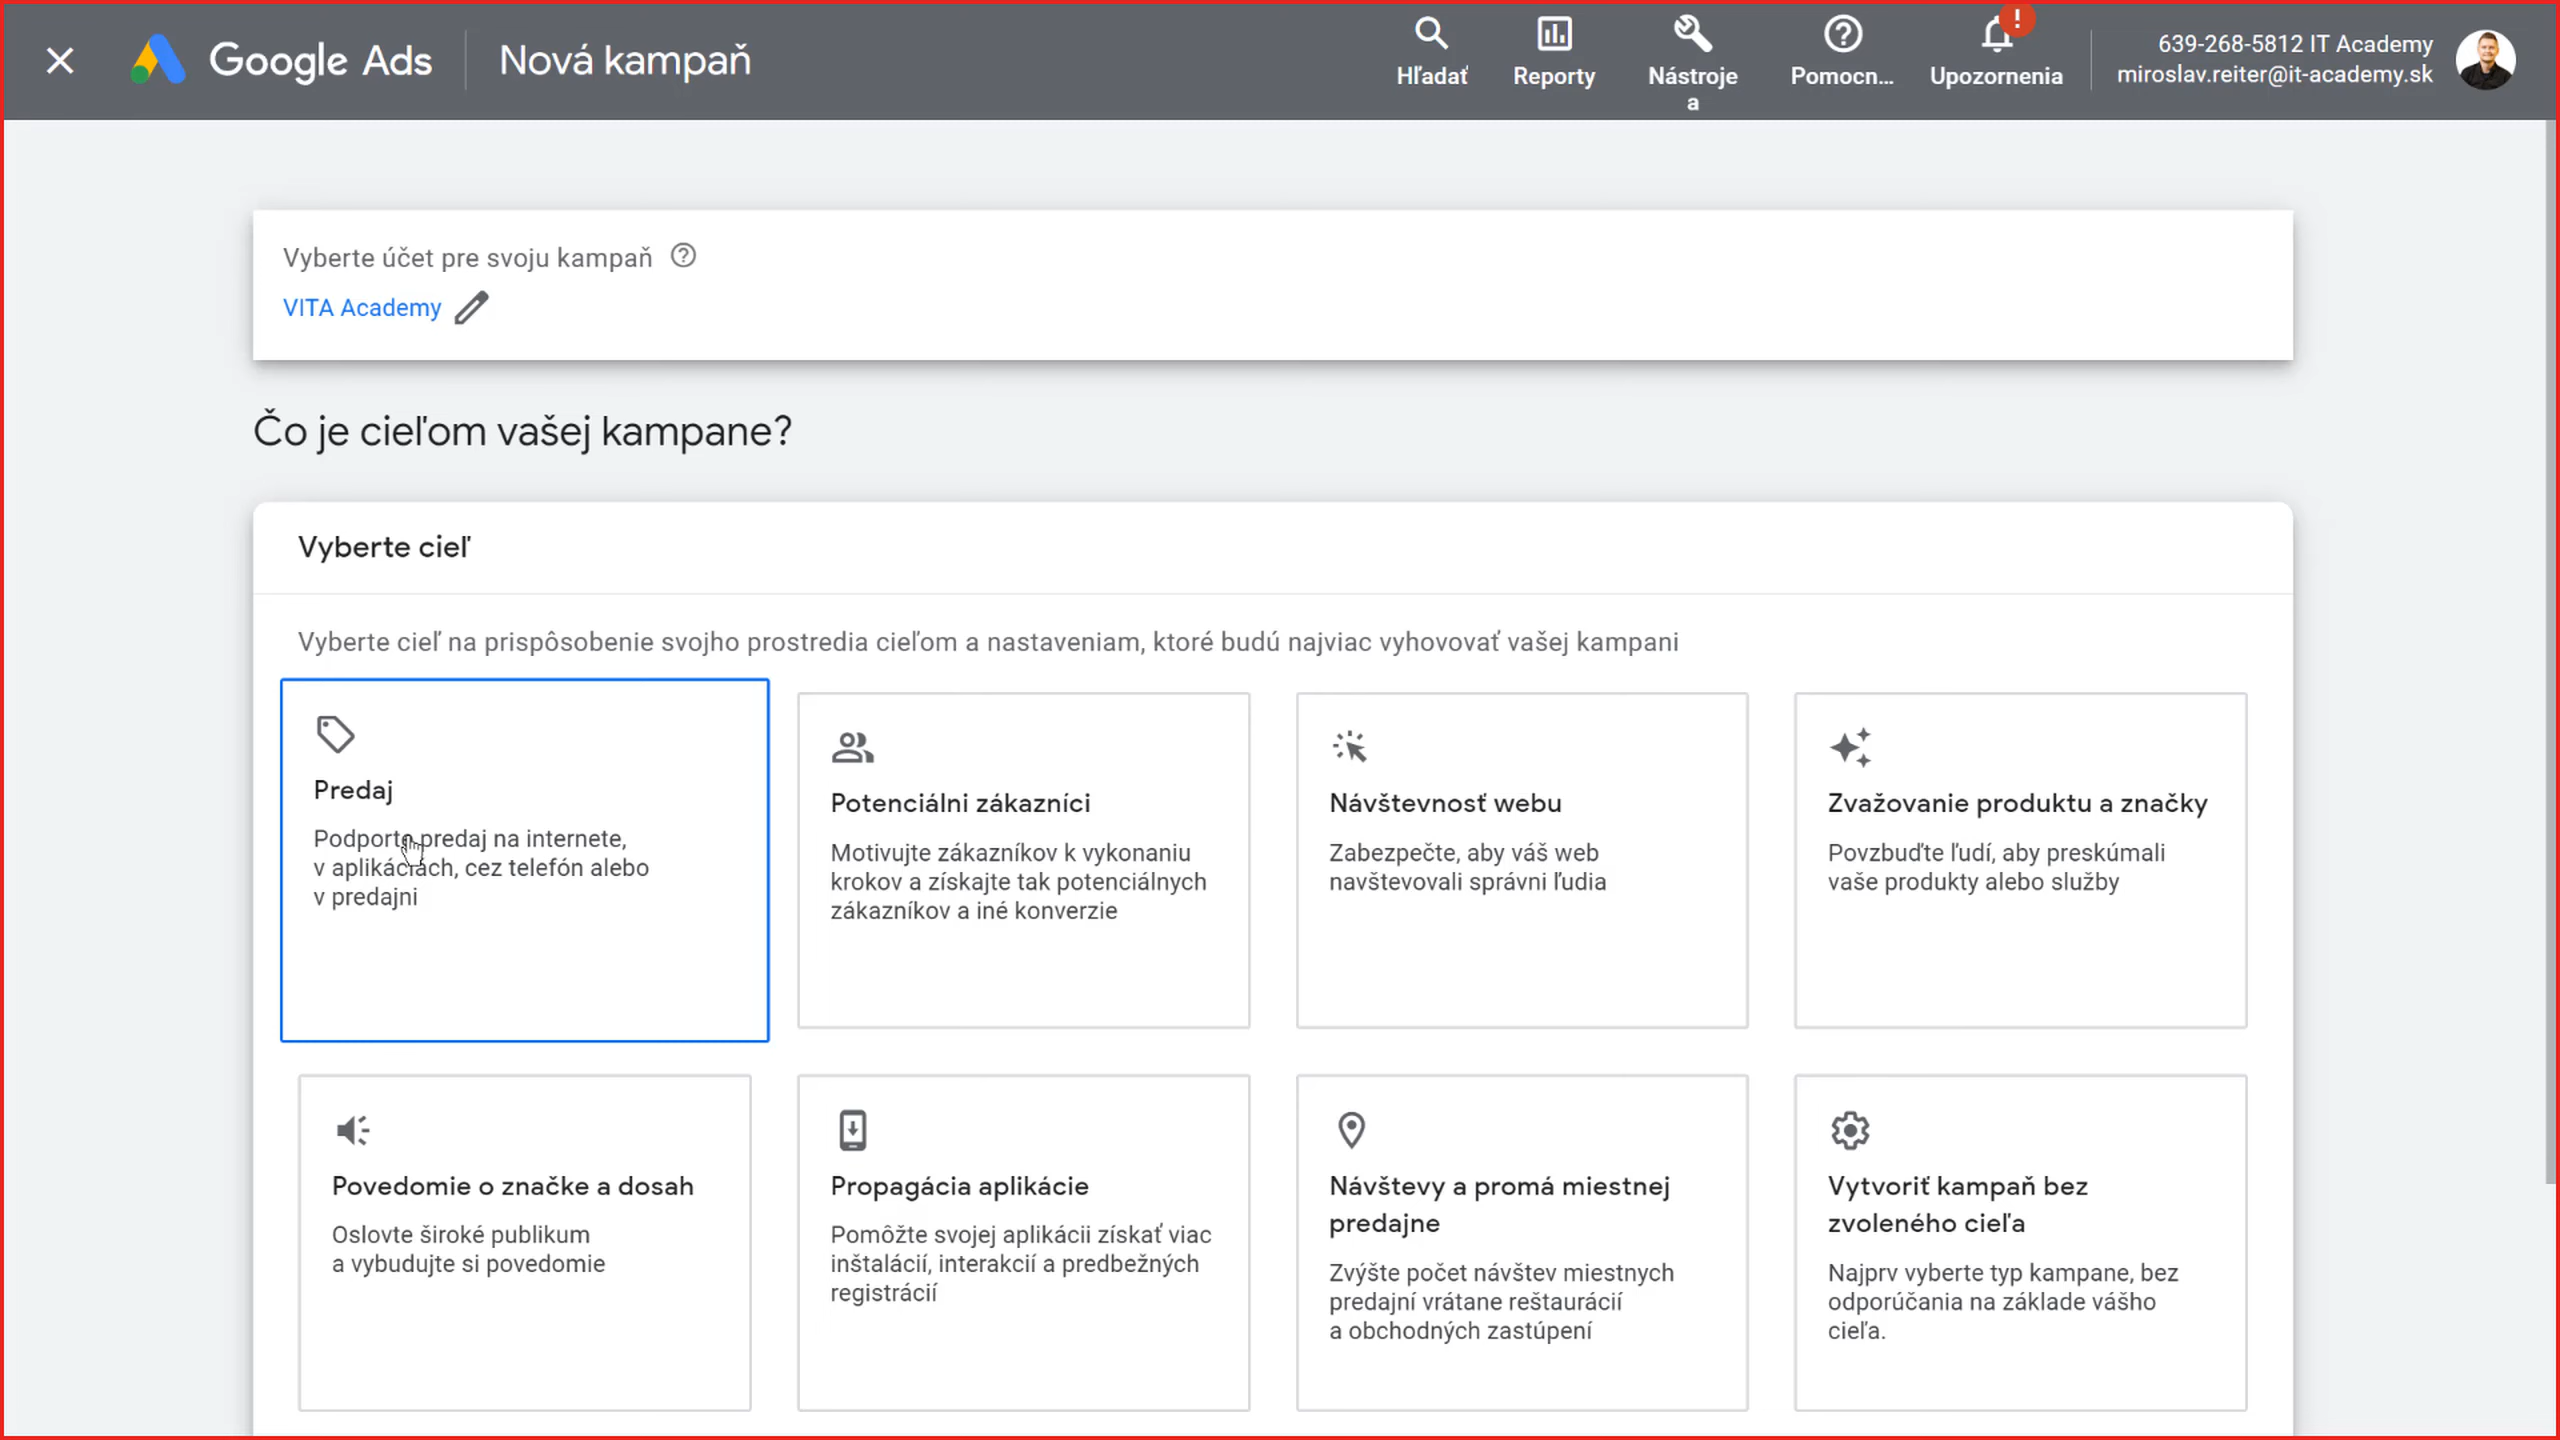 Google Ads
Nová kampaň
Hľadať
Reporty
Nástroje
a
Pomocn...
Upozornenia
!
639-268-5812 IT Academy
miroslav.reiter@it-academy.sk
Vyberte účet pre svoju kampaň
VITA Academy
Čo je cieľom vašej kampane?
Vyberte cieľ
Vyberte cieľ na prispôsobenie svojho prostredia cieľom a nastaveniam, ktoré budú najviac vyhovovať vašej kampani
Predaj
Podporte predaj na internete,
v aplikáciach, cez telefón alebo
v predajni
Potenciálni zákazníci
Motivujte zákazníkov k vykonaniu
krokov a získajte tak potenciálnych
zákazníkov a iné konverzie
Návštevnosť webu
Zabezpečte, aby váš web
navštevovali správni ľudia
Zvažovanie produktu a značky
Povzbuďte ľudí, aby preskúmali
vaše produkty alebo služby
Povedomie o značke a dosah
Oslovte široké publikum
a vybudujte si povedomie
Propagácia aplikácie
Pomôžte svojej aplikácii získať viac
inštalácií, interakcií a predbežných
registrácií
Návštevy a promá miestnej
predajne
Zvýšte počet návštev miestnych
predajní vrátane reštaurácií
a obchodných zastúpení
Vytvoriť kampaň bez
zvoleného cieľa
Najprv vyberte typ kampane, bez
odporúčania na základe vášho
cieľa.